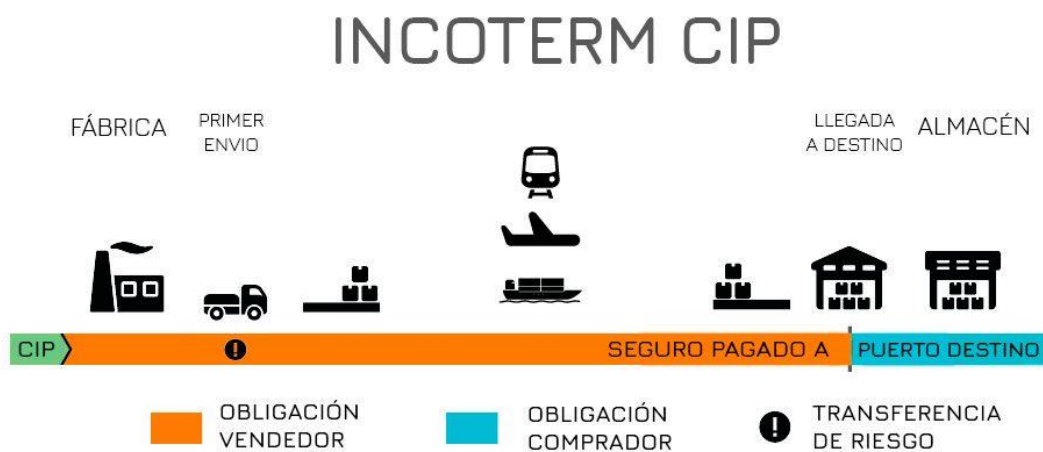 INCOTERM CIP
FÁBRICA
PRIMER
ENVIO
LLEGADA
A DESTINO
ALMACÉN
CIP
SEGURO PAGADO A
PUERTO DESTINO
OBLIGACIÓN
VENDEDOR
OBLIGACIÓN
COMPRADOR
TRANSFERENCIA
DE RIESGO